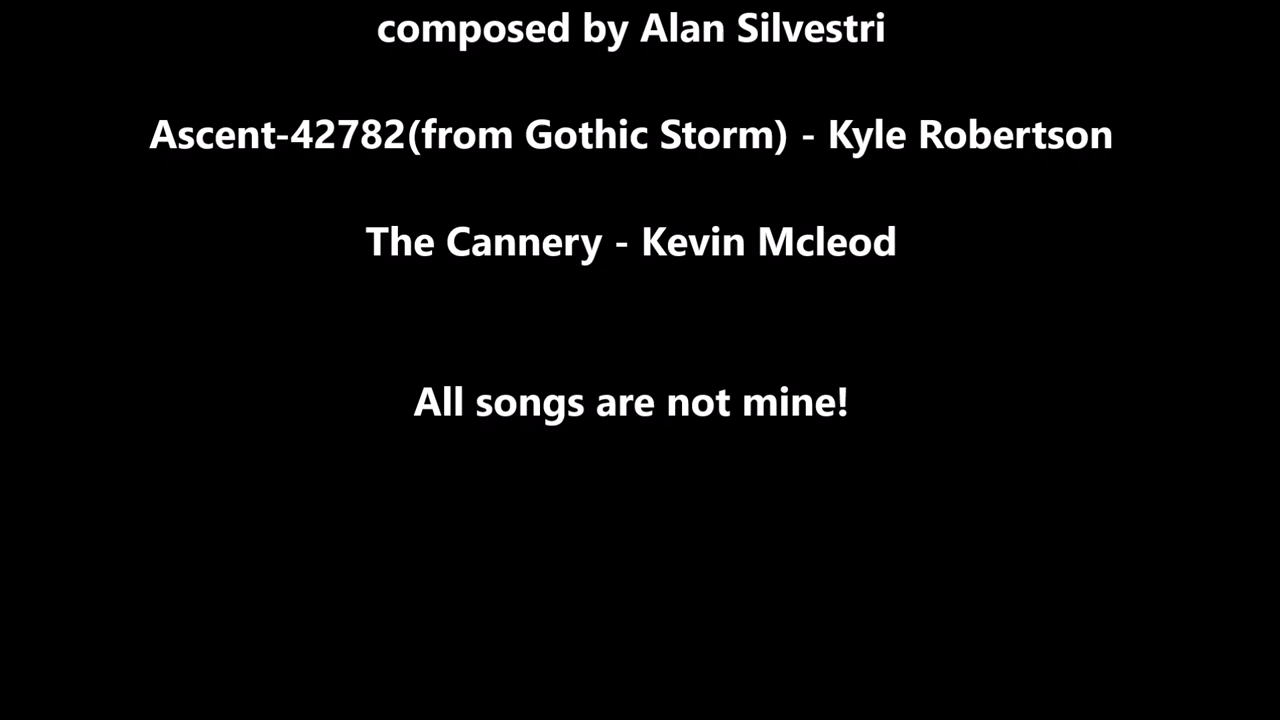 composed by Alan Silvestri
Ascent-42782(from Gothic Storm) - Kyle Robertson
The Cannery - Kevin Mcleod
All songs are not mine!